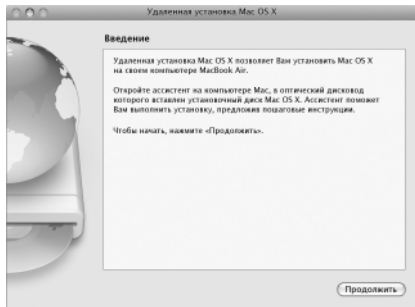 Удаленная установка Mac OS X
Введение
Удаленная установка Mac OS X позволяет Вам установить Mac OS X
на своем компьютере MacBook Air.
Откройте ассистент на компьютере Mac, в оптический дисковод
которого вставлен установочный диск Mac OS X. Ассистент поможет
Вам выполнить установку, предложив пошаговые инструкции.
Чтобы начать, нажмите «Продолжить».
Продолжить